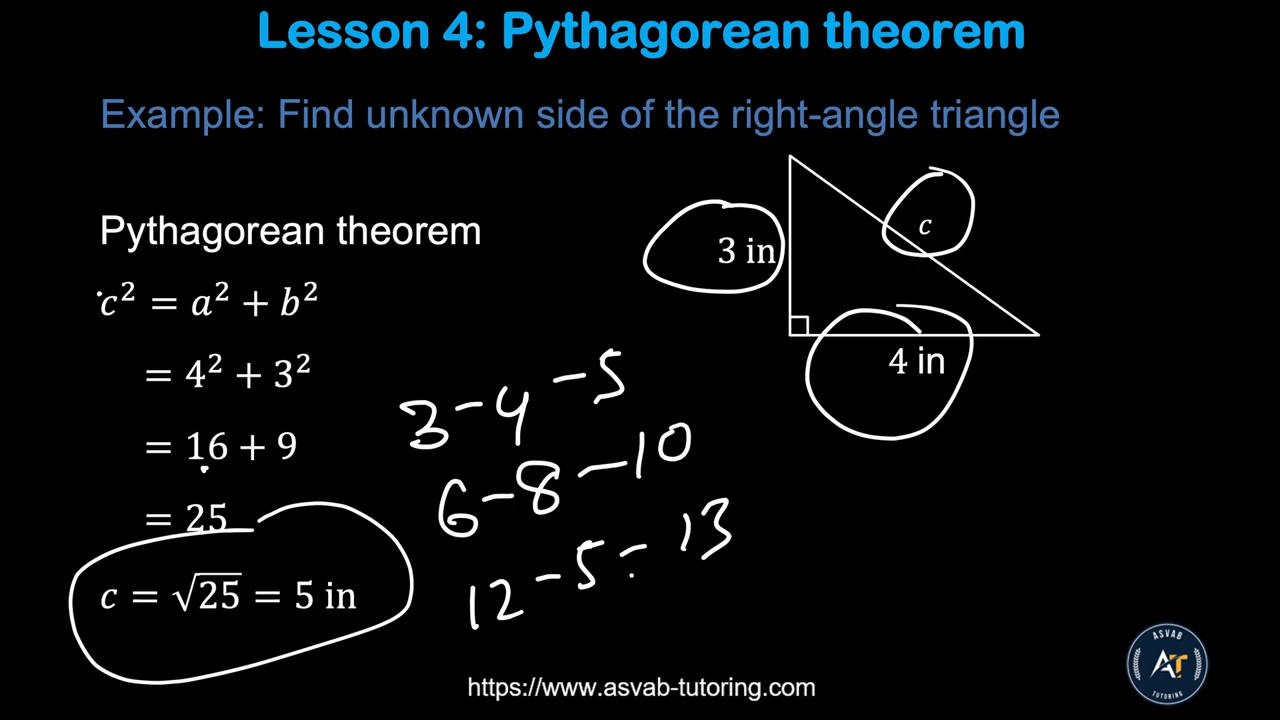 Lesson 4: Pythagorean theorem
Example: Find unknown side of the right-angle triangle
Pythagorean theorem
c² = a² + b²
= 4² + 3²
= 16 + 9
= 25
c = √25 = 5 in
3 in
c
4 in
3 - 4 - 5
6 - 8 - 10
12 - 5 - 13
https://www.asvab-tutoring.com
ASVAB
AT
TUTORING